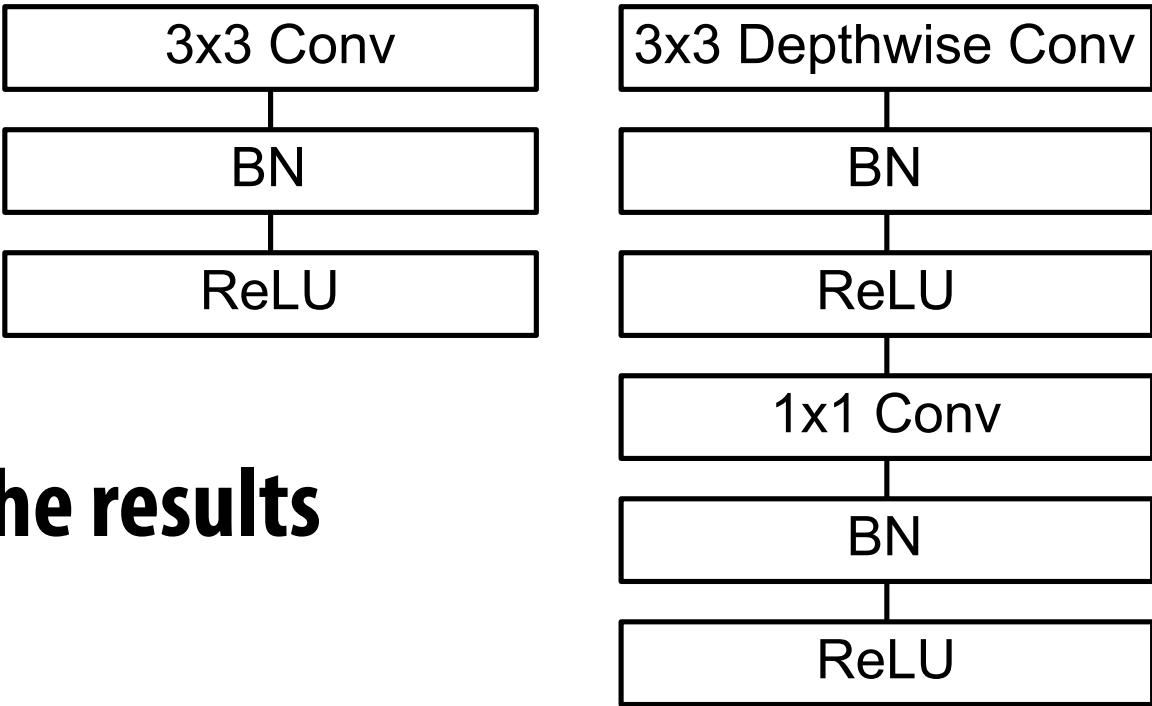 3x3 Conv
BN
ReLU
he results
3x3 Depthwise Conv
BN
ReLU
1x1 Conv
BN
ReLU